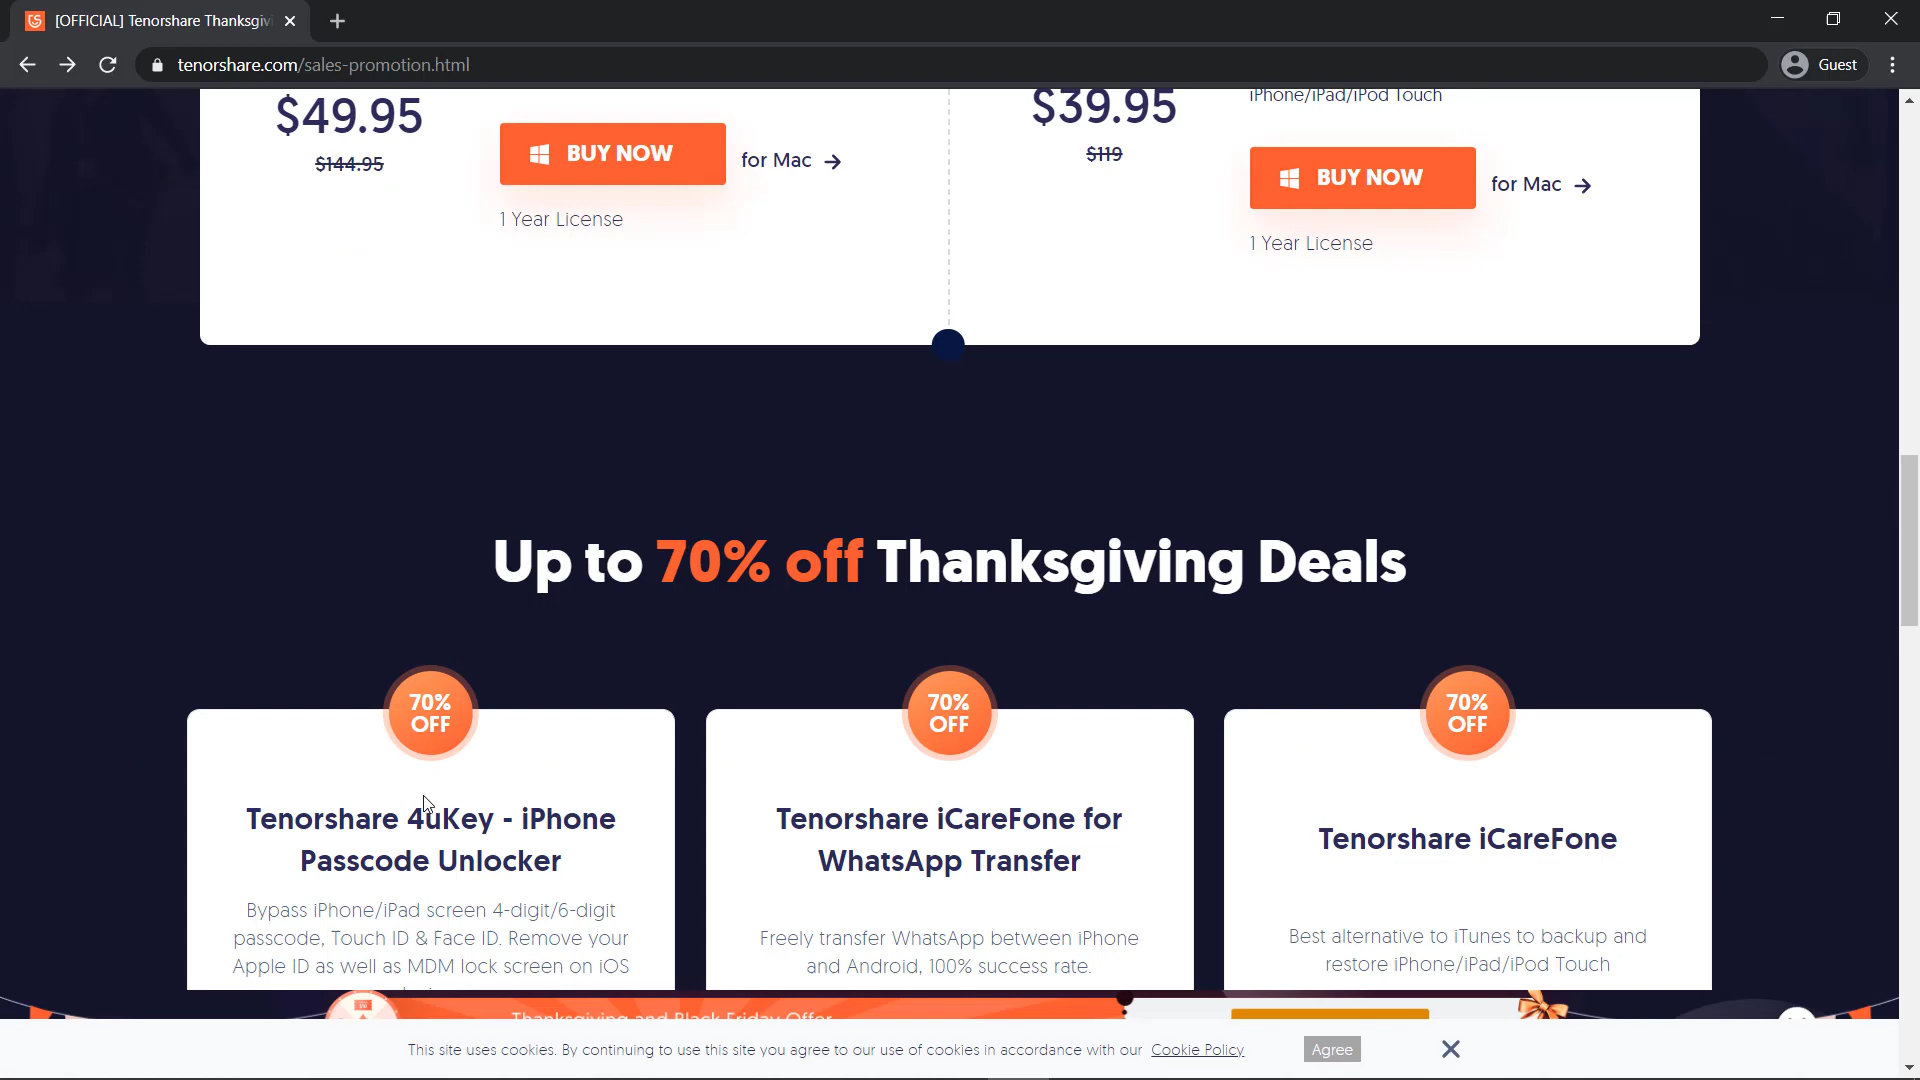 [OFFICIAL] Tenorshare Thanksgiv
tenorshare.com/sales-promotion.html
Guest
$49.95
$144.95
BUY NOW
for Mac
1 Year License
$39.95
$119
iPhone/iPad/iPod Touch
BUY NOW
for Mac
1 Year License
Up to 70% off Thanksgiving Deals
70%
OFF
Tenorshare 4uKey - iPhone
Passcode Unlocker
Bypass iPhone/iPad screen 4-digit/6-digit
passcode, Touch ID & Face ID. Remove your
Apple ID as well as MDM lock screen on iOS
70%
OFF
Tenorshare iCareFone for
WhatsApp Transfer
Freely transfer WhatsApp between iPhone
and Android, 100% success rate.
70%
OFF
Tenorshare iCareFone
Best alternative to iTunes to backup and
restore iPhone/iPad/iPod Touch
Thanksgiving and Black Friday Offer
This site uses cookies. By continuing to use this site you agree to our use of cookies in accordance with our Cookie Policy
Agree